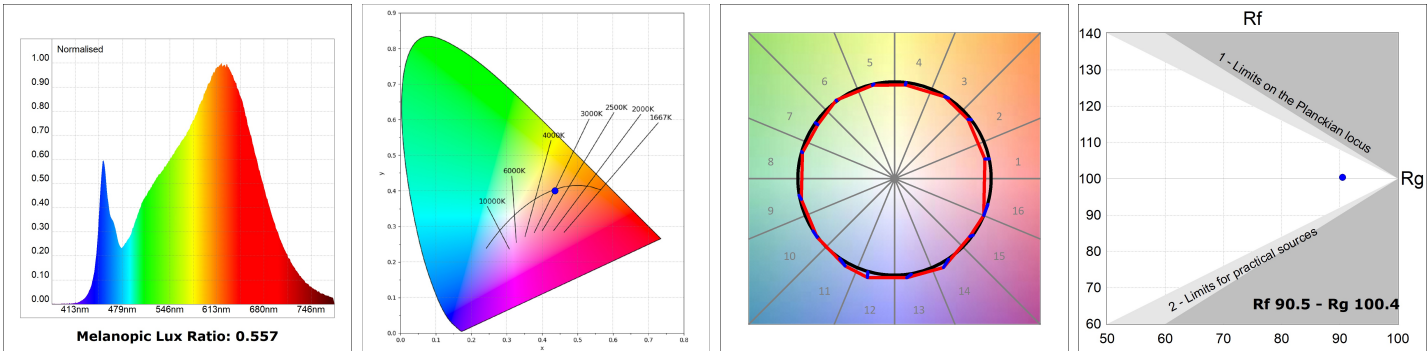 Normalised
1.00
0.90
0.80
0.70
0.60
0.50
0.40
0.30
0.20
0.10
0.00
413nm 479nm 546nm 613nm 680nm 746nm
Melanopic Lux Ratio: 0.557
0.9
0.8
0.7
0.6
0.5
0.4
0.3
0.2
0.1
0.0
y
0.0 0.1 0.2 0.3 0.4 0.5 0.6 0.7 0.8
x
1667K
2000K
2500K
3000K
4000K
6000K
10000K
1
2
3
4
5
6
7
8
9
10
11
12
13
14
15
16
Rf
140
130
120
110
100
90
80
70
60
50 60 70 80 90 100
Rg
1 - Limits on the Planckian locus
2 - Limits for practical sources
Rf 90.5 - Rg 100.4